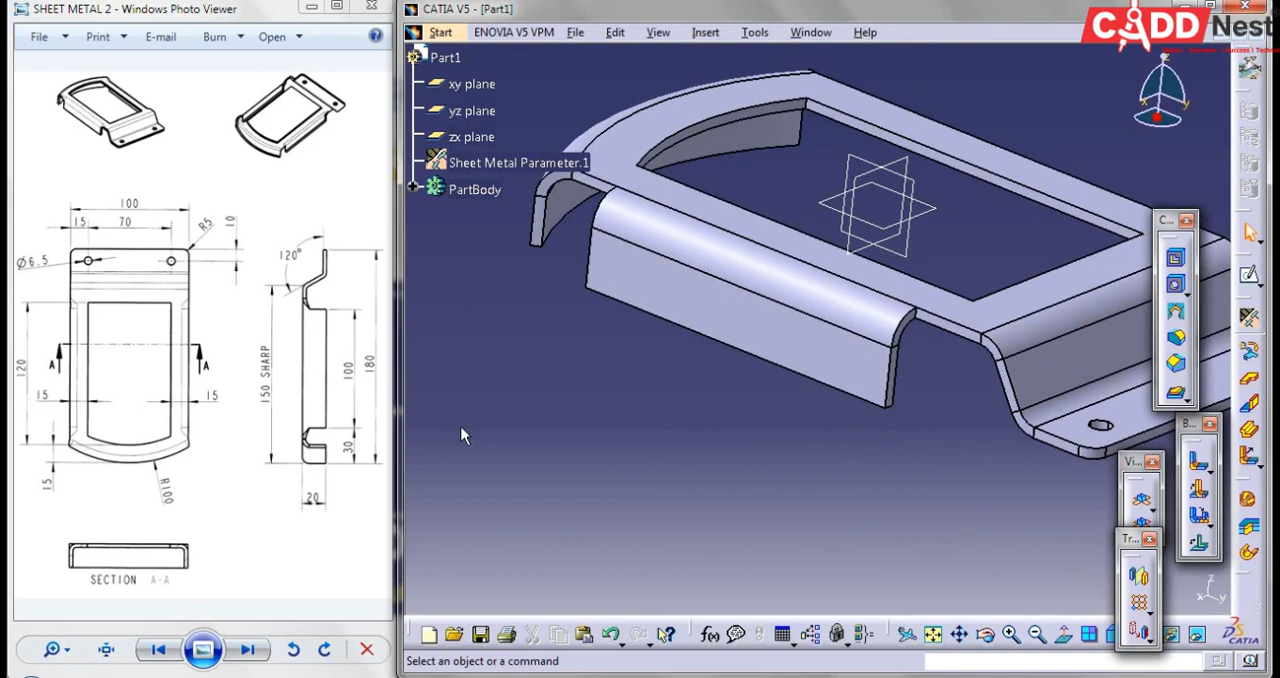 SHEET METAL 2 - Windows Photo Viewer
File
Print
E-mail
Burn
Open
100
15
70
R5
10
Ø6.5
120
A
A
15
15
15
R100
120°
150 SHARP
100
180
30
20
SECTION A-A
CATIA V5 - [Part1]
Start
ENOVIA V5 VPM
File
Edit
View
Insert
Tools
Window
Help
CADD Nest
Part1
xy plane
yz plane
zx plane
Sheet Metal Parameter.1
PartBody
z
y
C...
Vi...
B...
Tr...
z
x
y
f(x)
CATIA
Select an object or a command